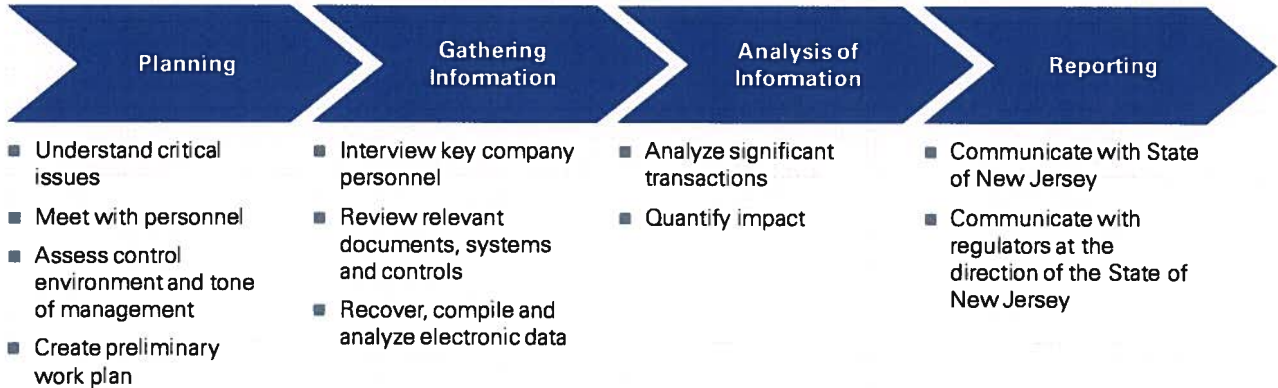 Planning
Gathering
Information
Analysis of
Information
Reporting
Understand critical
issues
Meet with personnel
Assess control
environment and tone
of management
Create preliminary
work plan
Interview key company
personnel
Review relevant
documents, systems
and controls
Recover, compile and
analyze electronic data
Analyze significant
transactions
Quantify impact
Communicate with State
of New Jersey
Communicate with
regulators at the
direction of the State of
New Jersey